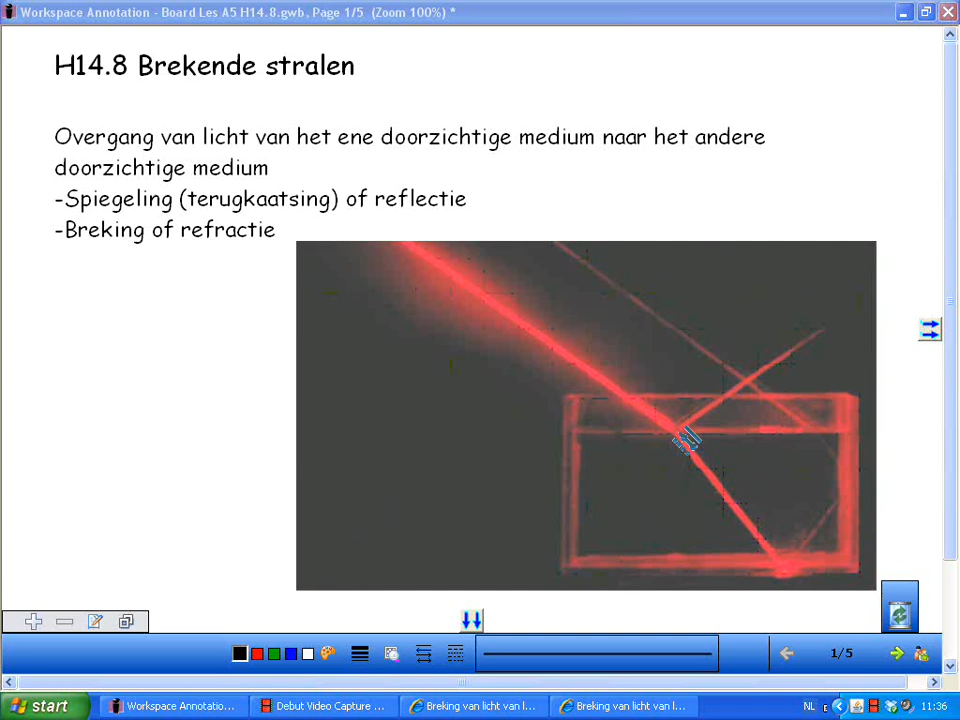 Workspace Annotation - Board Les A5 H14.8.gwb, Page 1/5 (Zoom 100%) *
H14.8 Brekende stralen
Overgang van licht van het ene doorzichtige medium naar het andere
doorzichtige medium
-Spiegeling (terugkaatsing) of reflectie
-Breking of refractie
1/5
start
Workspace Annotatio...
Debut Video Capture ...
Breking van licht van l...
Breking van licht van l...
NL
11:36